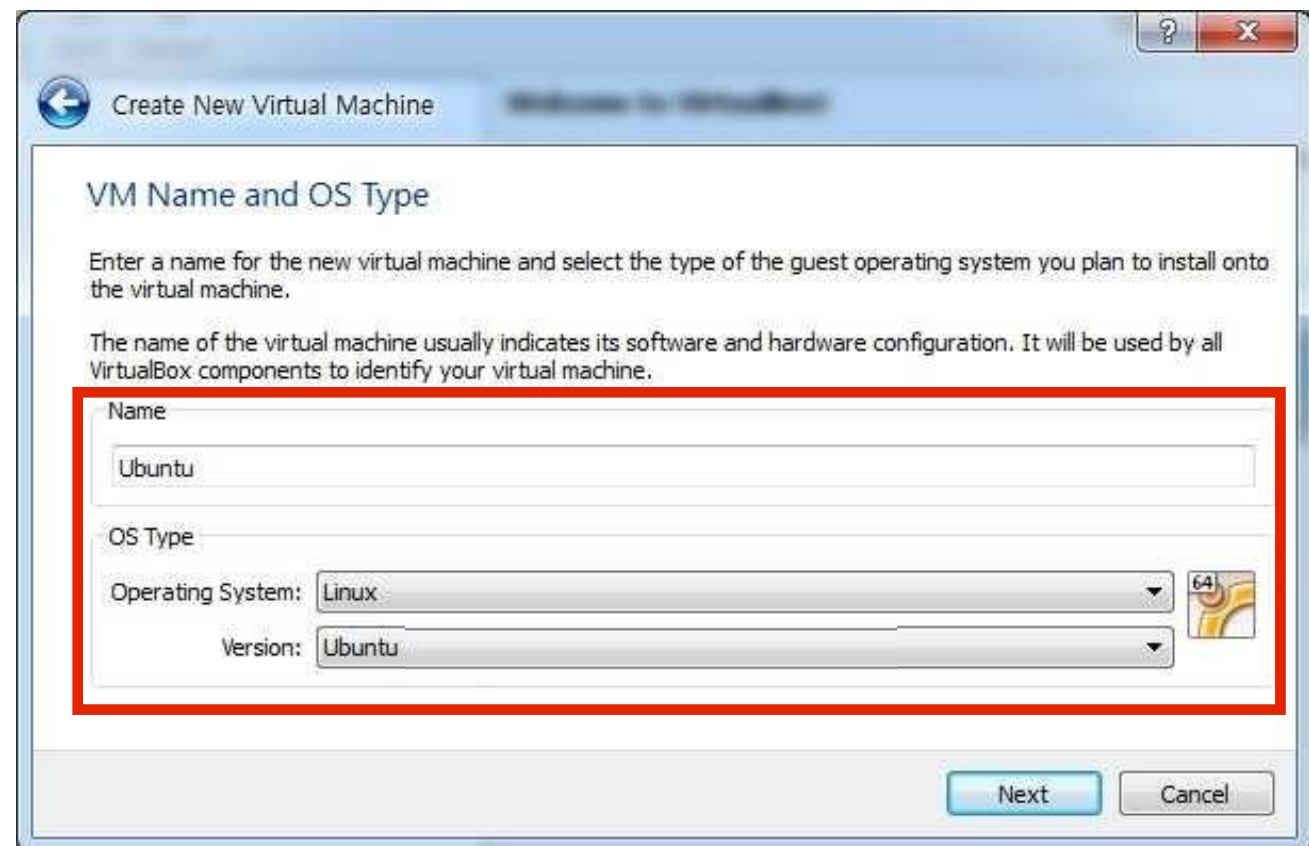 ?
X
Create New Virtual Machine
Welcome to VirtualBox!
VM Name and OS Type
Enter a name for the new virtual machine and select the type of the guest operating system you plan to install onto
the virtual machine.
The name of the virtual machine usually indicates its software and hardware configuration. It will be used by all
VirtualBox components to identify your virtual machine.
Name
Ubuntu
OS Type
Operating System: Linux
64
Version: Ubuntu
Next Cancel